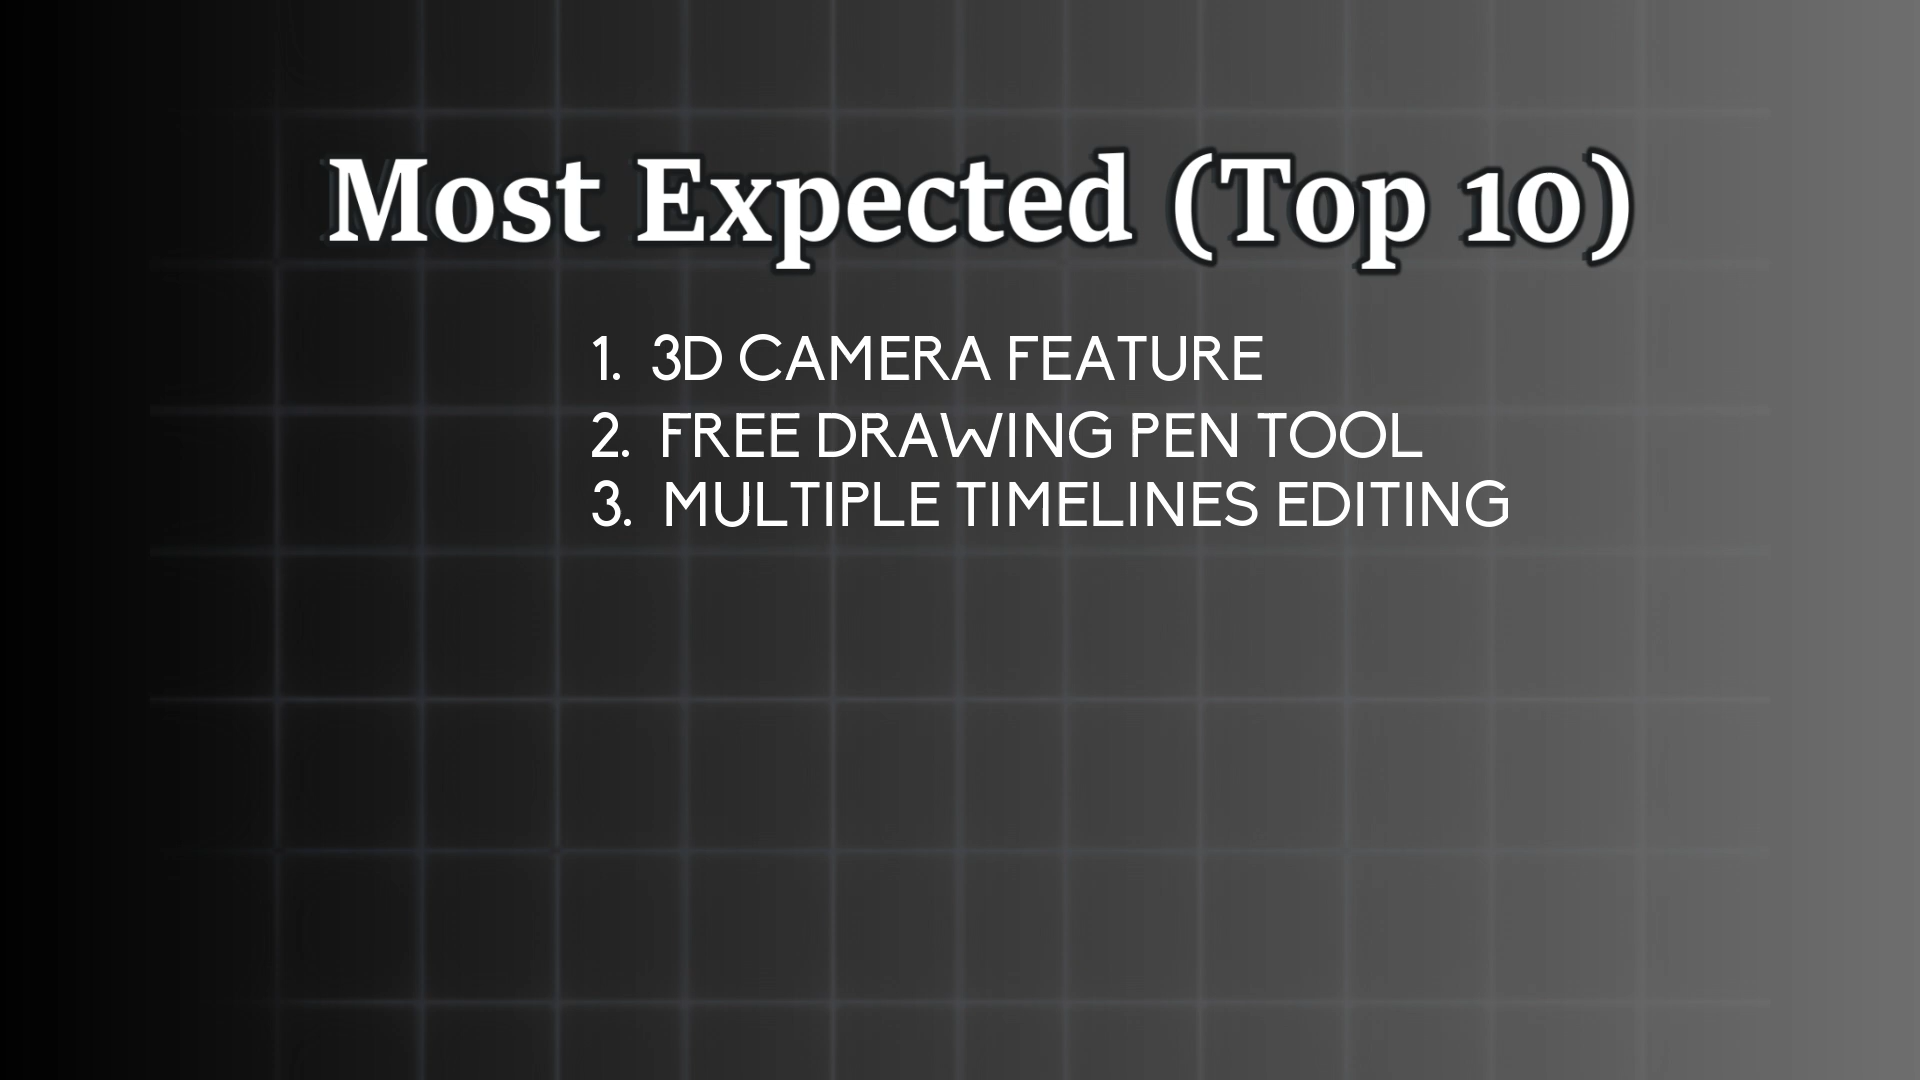 Most Expected (Top 10)
1. 3D CAMERA FEATURE
2. FREE DRAWING PEN TOOL
3. MULTIPLE TIMELINES EDITING